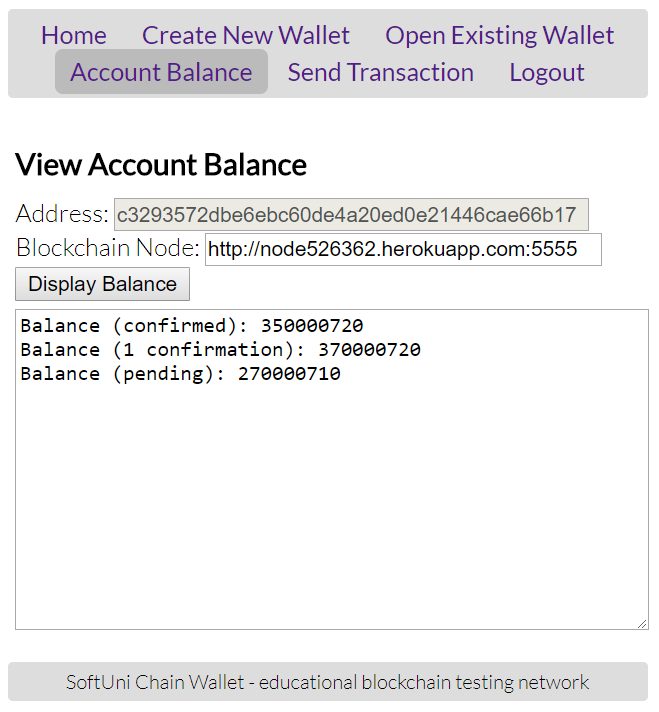 Home Create New Wallet Open Existing Wallet
Account Balance Send Transaction Logout
View Account Balance
Address: c3293572dbe6ebc60de4a20ed0e21446cae66b17
Blockchain Node: http://node526362.herokuapp.com:5555
Display Balance
Balance (confirmed): 350000720
Balance (1 confirmation): 370000720
Balance (pending): 270000710
SoftUni Chain Wallet - educational blockchain testing network